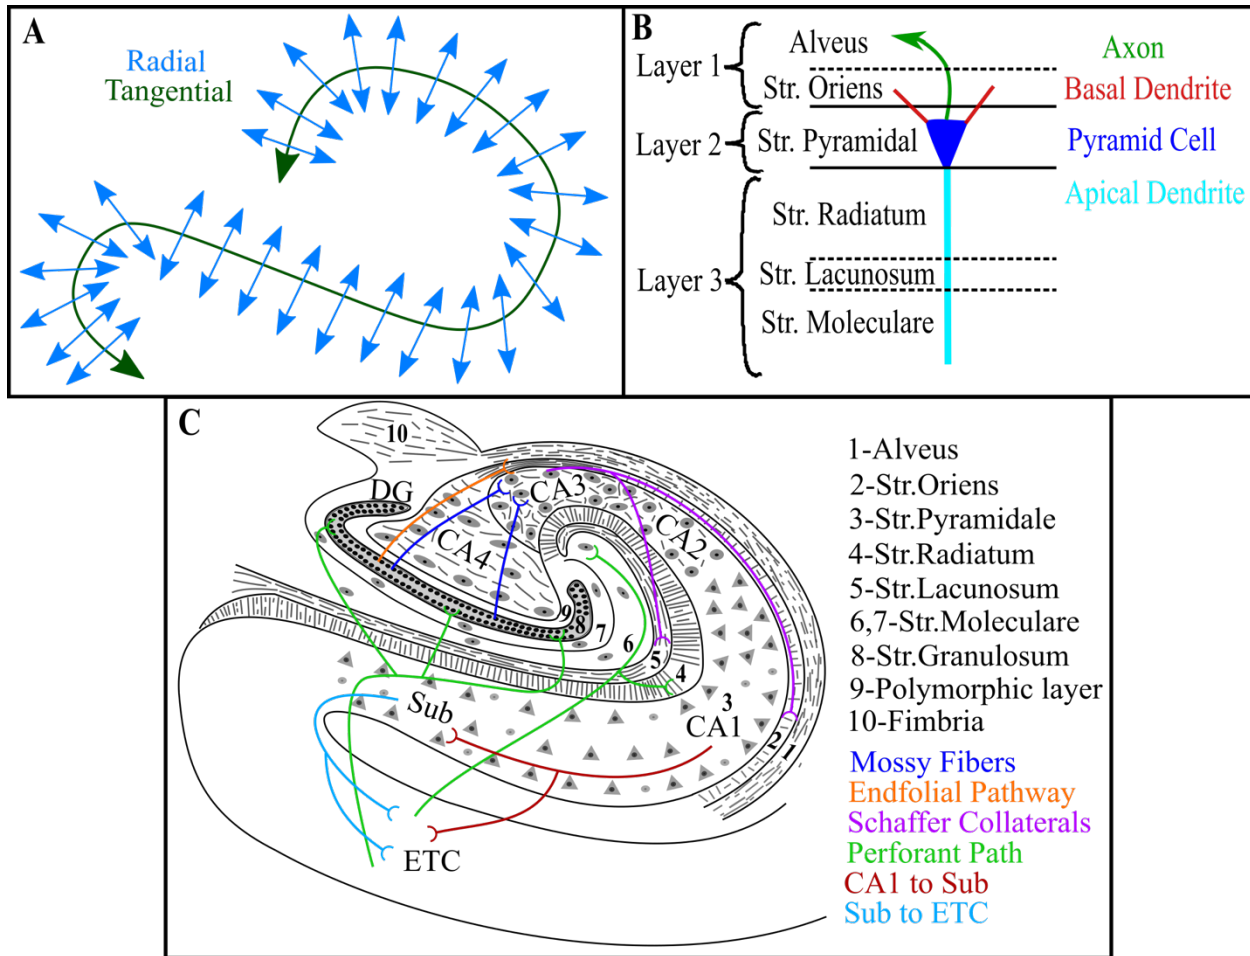 A
Radial
Tangential
B
Layer 1
Alveus
Str. Oriens
Layer 2
Str. Pyramidal
Layer 3
Str. Radiatum
Str. Lacunosum
Str. Moleculare
Axon
Basal Dendrite
Pyramid Cell
Apical Dendrite
C
10
DG
CA3
CA2
CA4
9
8
7
6
5
4
3
CA1
Sub
2
1
ETC
1-Alveus
2-Str.Oriens
3-Str.Pyramidale
4-Str.Radiatum
5-Str.Lacunosum
6,7-Str.Moleculare
8-Str.Granulosum
9-Polymorphic layer
10-Fimbria
Mossy Fibers
Endfolial Pathway
Schaffer Collaterals
Perforant Path
CA1 to Sub
Sub to ETC